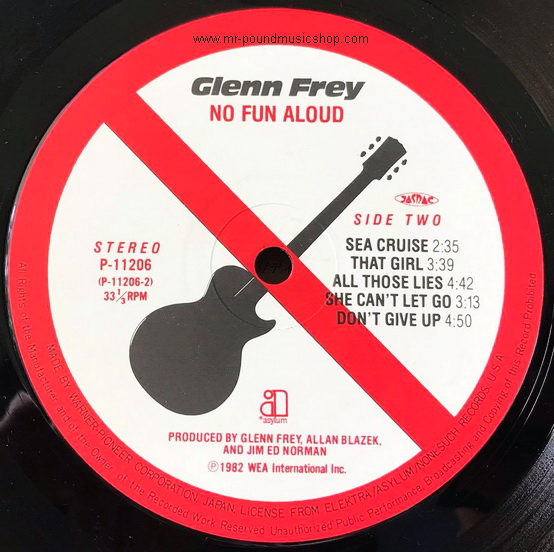 www.mr-poundmusicshop.com
Glenn Frey
NO FUN ALOUD
JASRAC
SIDE TWO
STEREO
P-11206
(P-11206-2)
33 1/3 RPM
SEA CRUISE 2:35
THAT GIRL 3:39
ALL THOSE LIES 4:42
SHE CAN'T LET GO 3:13
DON'T GIVE UP 4:50
asylum
PRODUCED BY GLENN FREY, ALLAN BLAZEK,
AND JIM ED NORMAN
Ⓟ1982 WEA International Inc.
MADE BY WARNER-PIONEER CORPORATION, JAPAN, LICENSE FROM ELEKTRA/ASYLUM/NONESUCH RECORDS U.S.A.
All Rights of the Manufacturer and of the Owner of the Recorded Work Reserved. Unauthorized Public Performance, Broadcasting and Copying of this Record Prohibited